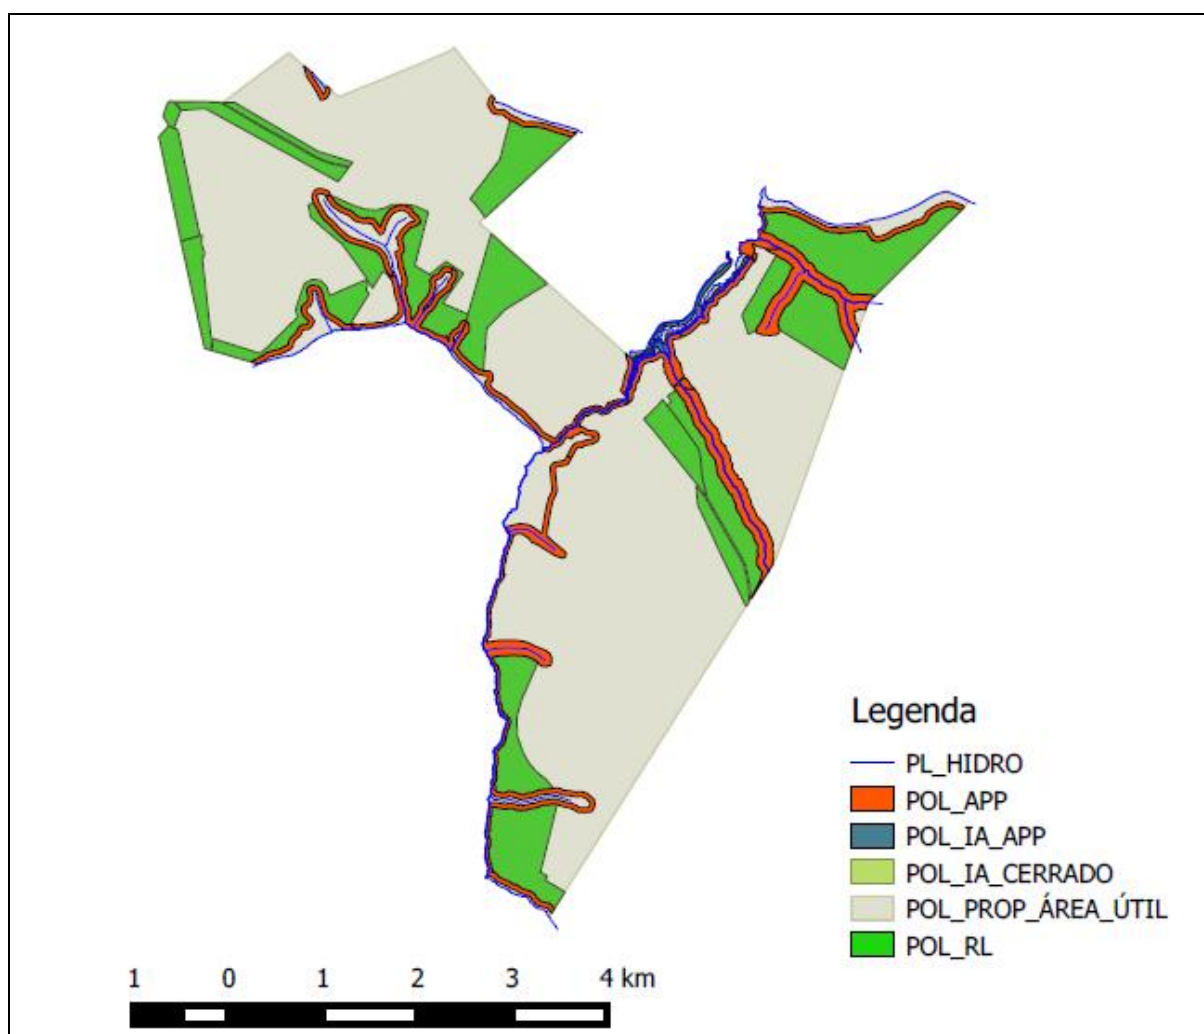 Legenda
PL_HIDRO
POL_APP
POL_IA_APP
POL_IA_CERRADO
POL_PROP_ÁREA_ÚTIL
POL_RL
1 0 1 2 3 4 km